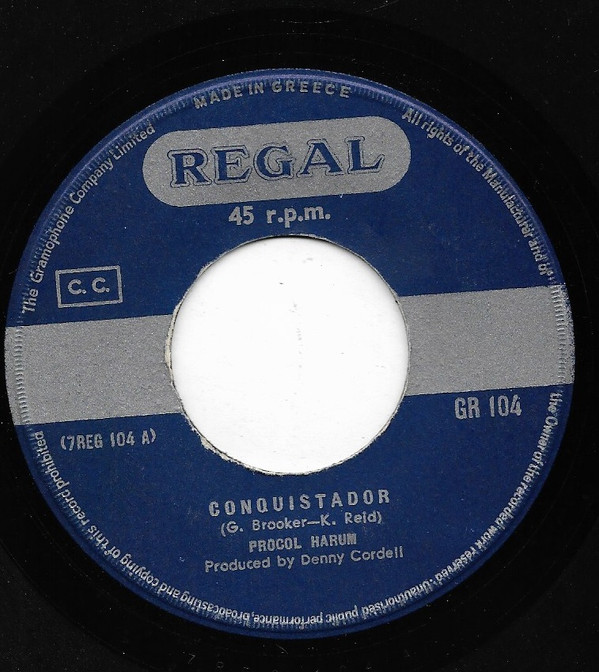 MADE IN GREECE
REGAL
45 r.p.m.
C. C.
(7REG 104 A)
GR 104
CONQUISTADOR
(G. Brooker—K. Reid)
PROCOL HARUM
Produced by Denny Cordell
The Gramophone Company Limited
All rights of the Manufacturer and of the Owner of the recorded work reserved - Unauthorised public performance, broadcasting and copying of this record prohibited